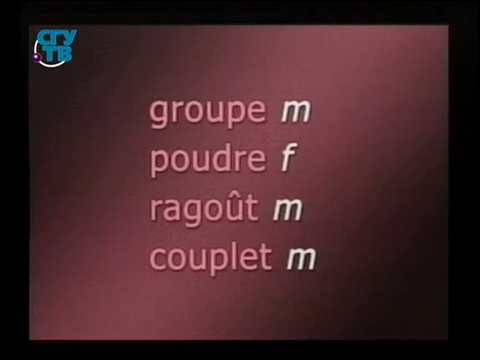 СГУ
ТВ
groupe m
poudre f
ragoût m
couplet m